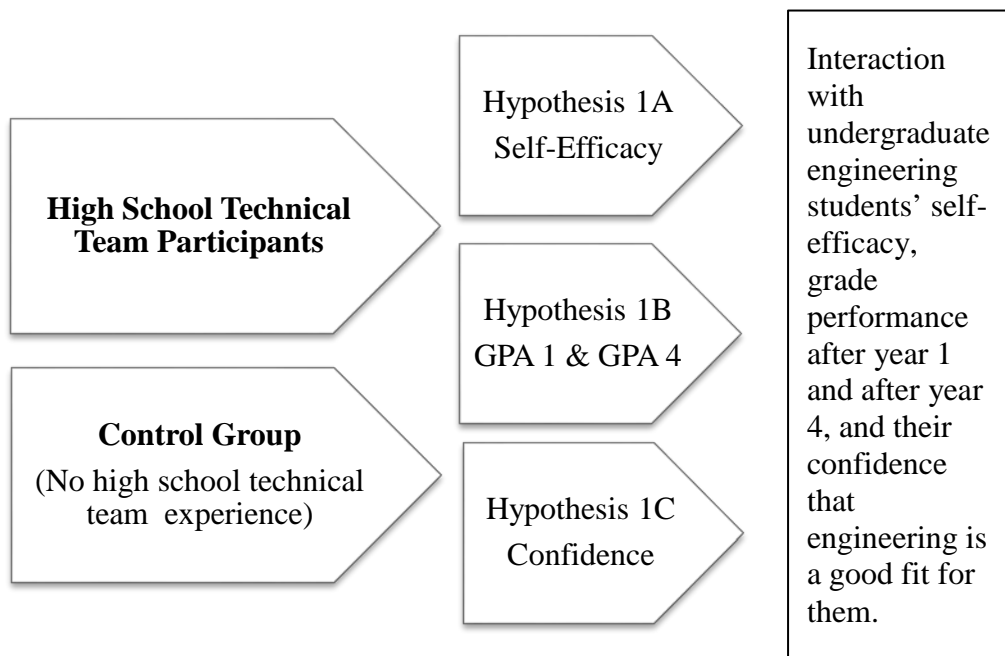 High School Technical
Team Participants
Control Group
(No high school technical
team experience)
Hypothesis 1A
Self-Efficacy
Hypothesis 1B
GPA 1 & GPA 4
Hypothesis 1C
Confidence
Interaction
with
undergraduate
engineering
students’ self-
efficacy,
grade
performance
after year 1
and after year
4, and their
confidence
that
engineering is
a good fit for
them.